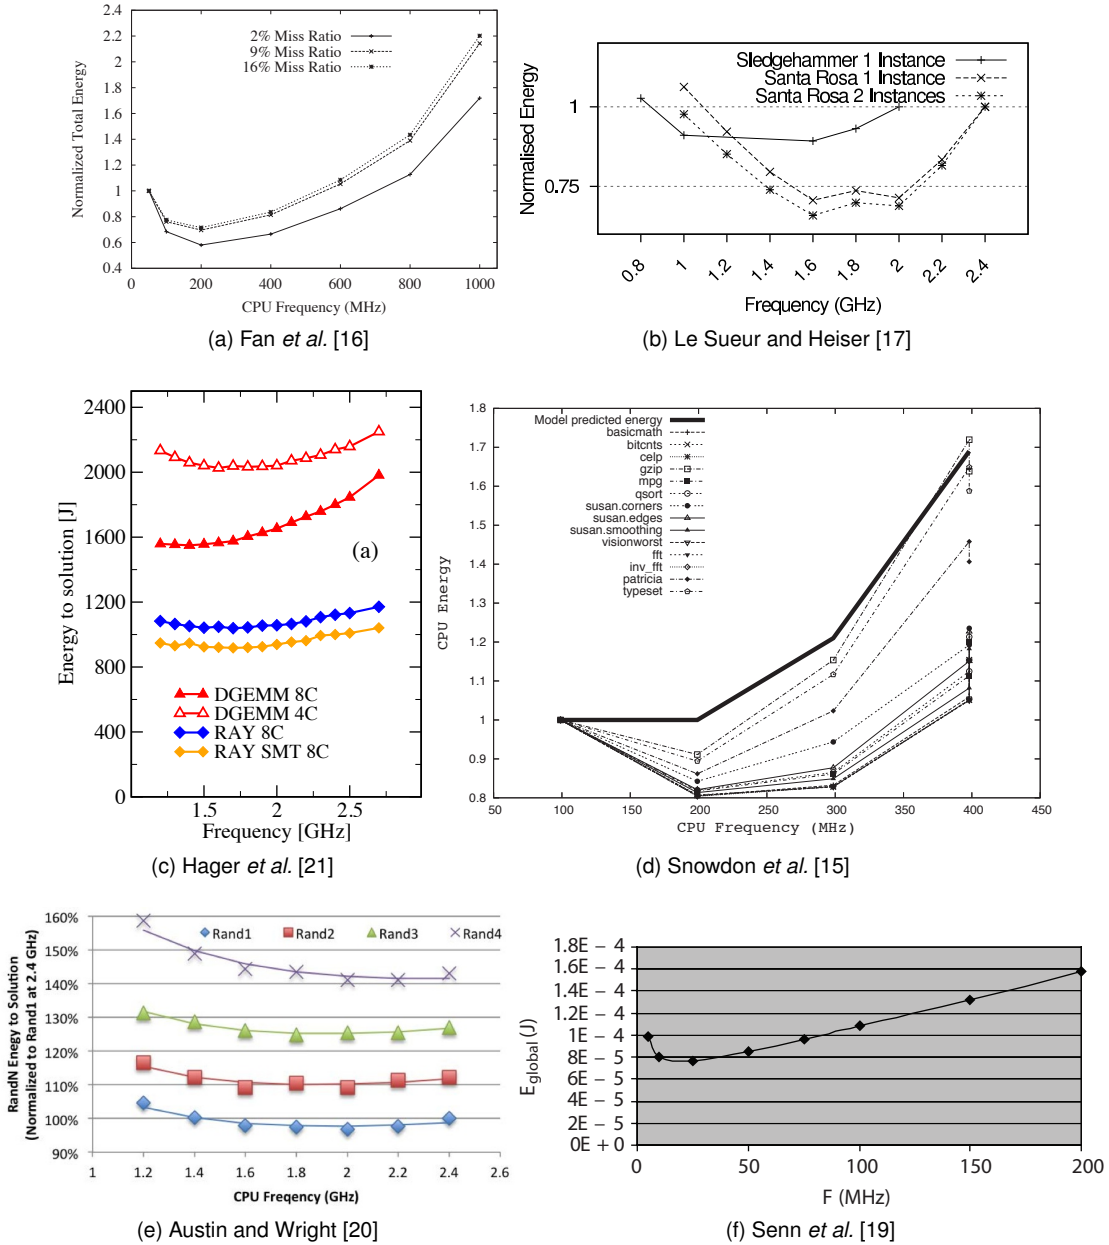 2.4
2.2
2
1.8
1.6
1.4
1.2
1
0.8
0.6
0.4
Normalized Total Energy
2% Miss Ratio
9% Miss Ratio
16% Miss Ratio
0 200 400 600 800 1000
CPU Frequency (MHz)
(a) Fan et al. [16]
Normalised Energy
1
0.75
Sledgehammer 1 Instance
Santa Rosa 1 Instance
Santa Rosa 2 Instances
0.8 1 1.2 1.4 1.6 1.8 2 2.2 2.4
Frequency (GHz)
(b) Le Sueur and Heiser [17]
Energy to solution [J]
2400
2000
1600
1200
800
400
0
(a)
DGEMM 8C
DGEMM 4C
RAY 8C
RAY SMT 8C
1.5 2 2.5
Frequency [GHz]
(c) Hager et al. [21]
CPU Energy
1.8
1.7
1.6
1.5
1.4
1.3
1.2
1.1
1
0.9
0.8
Model predicted energy
basicmath
bitcnts
celp
gzip
mpg
qsort
susan.corners
susan.edges
susan.smoothing
visionworst
fft
inv_fft
patricia
typeset
50 100 150 200 250 300 350 400 450
CPU Frequency (MHz)
(d) Snowdon et al. [15]
RandN Enegy to Solution
(Normalized to Rand1 at 2.4 GHz)
160%
150%
140%
130%
120%
110%
100%
90%
Rand1 Rand2 Rand3 Rand4
1 1.2 1.4 1.6 1.8 2 2.2 2.4 2.6
CPU Freqency (GHz)
(e) Austin and Wright [20]
Eglobal (J)
1.8E − 4
1.6E − 4
1.4E − 4
1.2E − 4
1E − 4
8E − 5
6E − 5
4E − 5
2E − 5
0E + 0
0 50 100 150 200
F (MHz)
(f) Senn et al. [19]